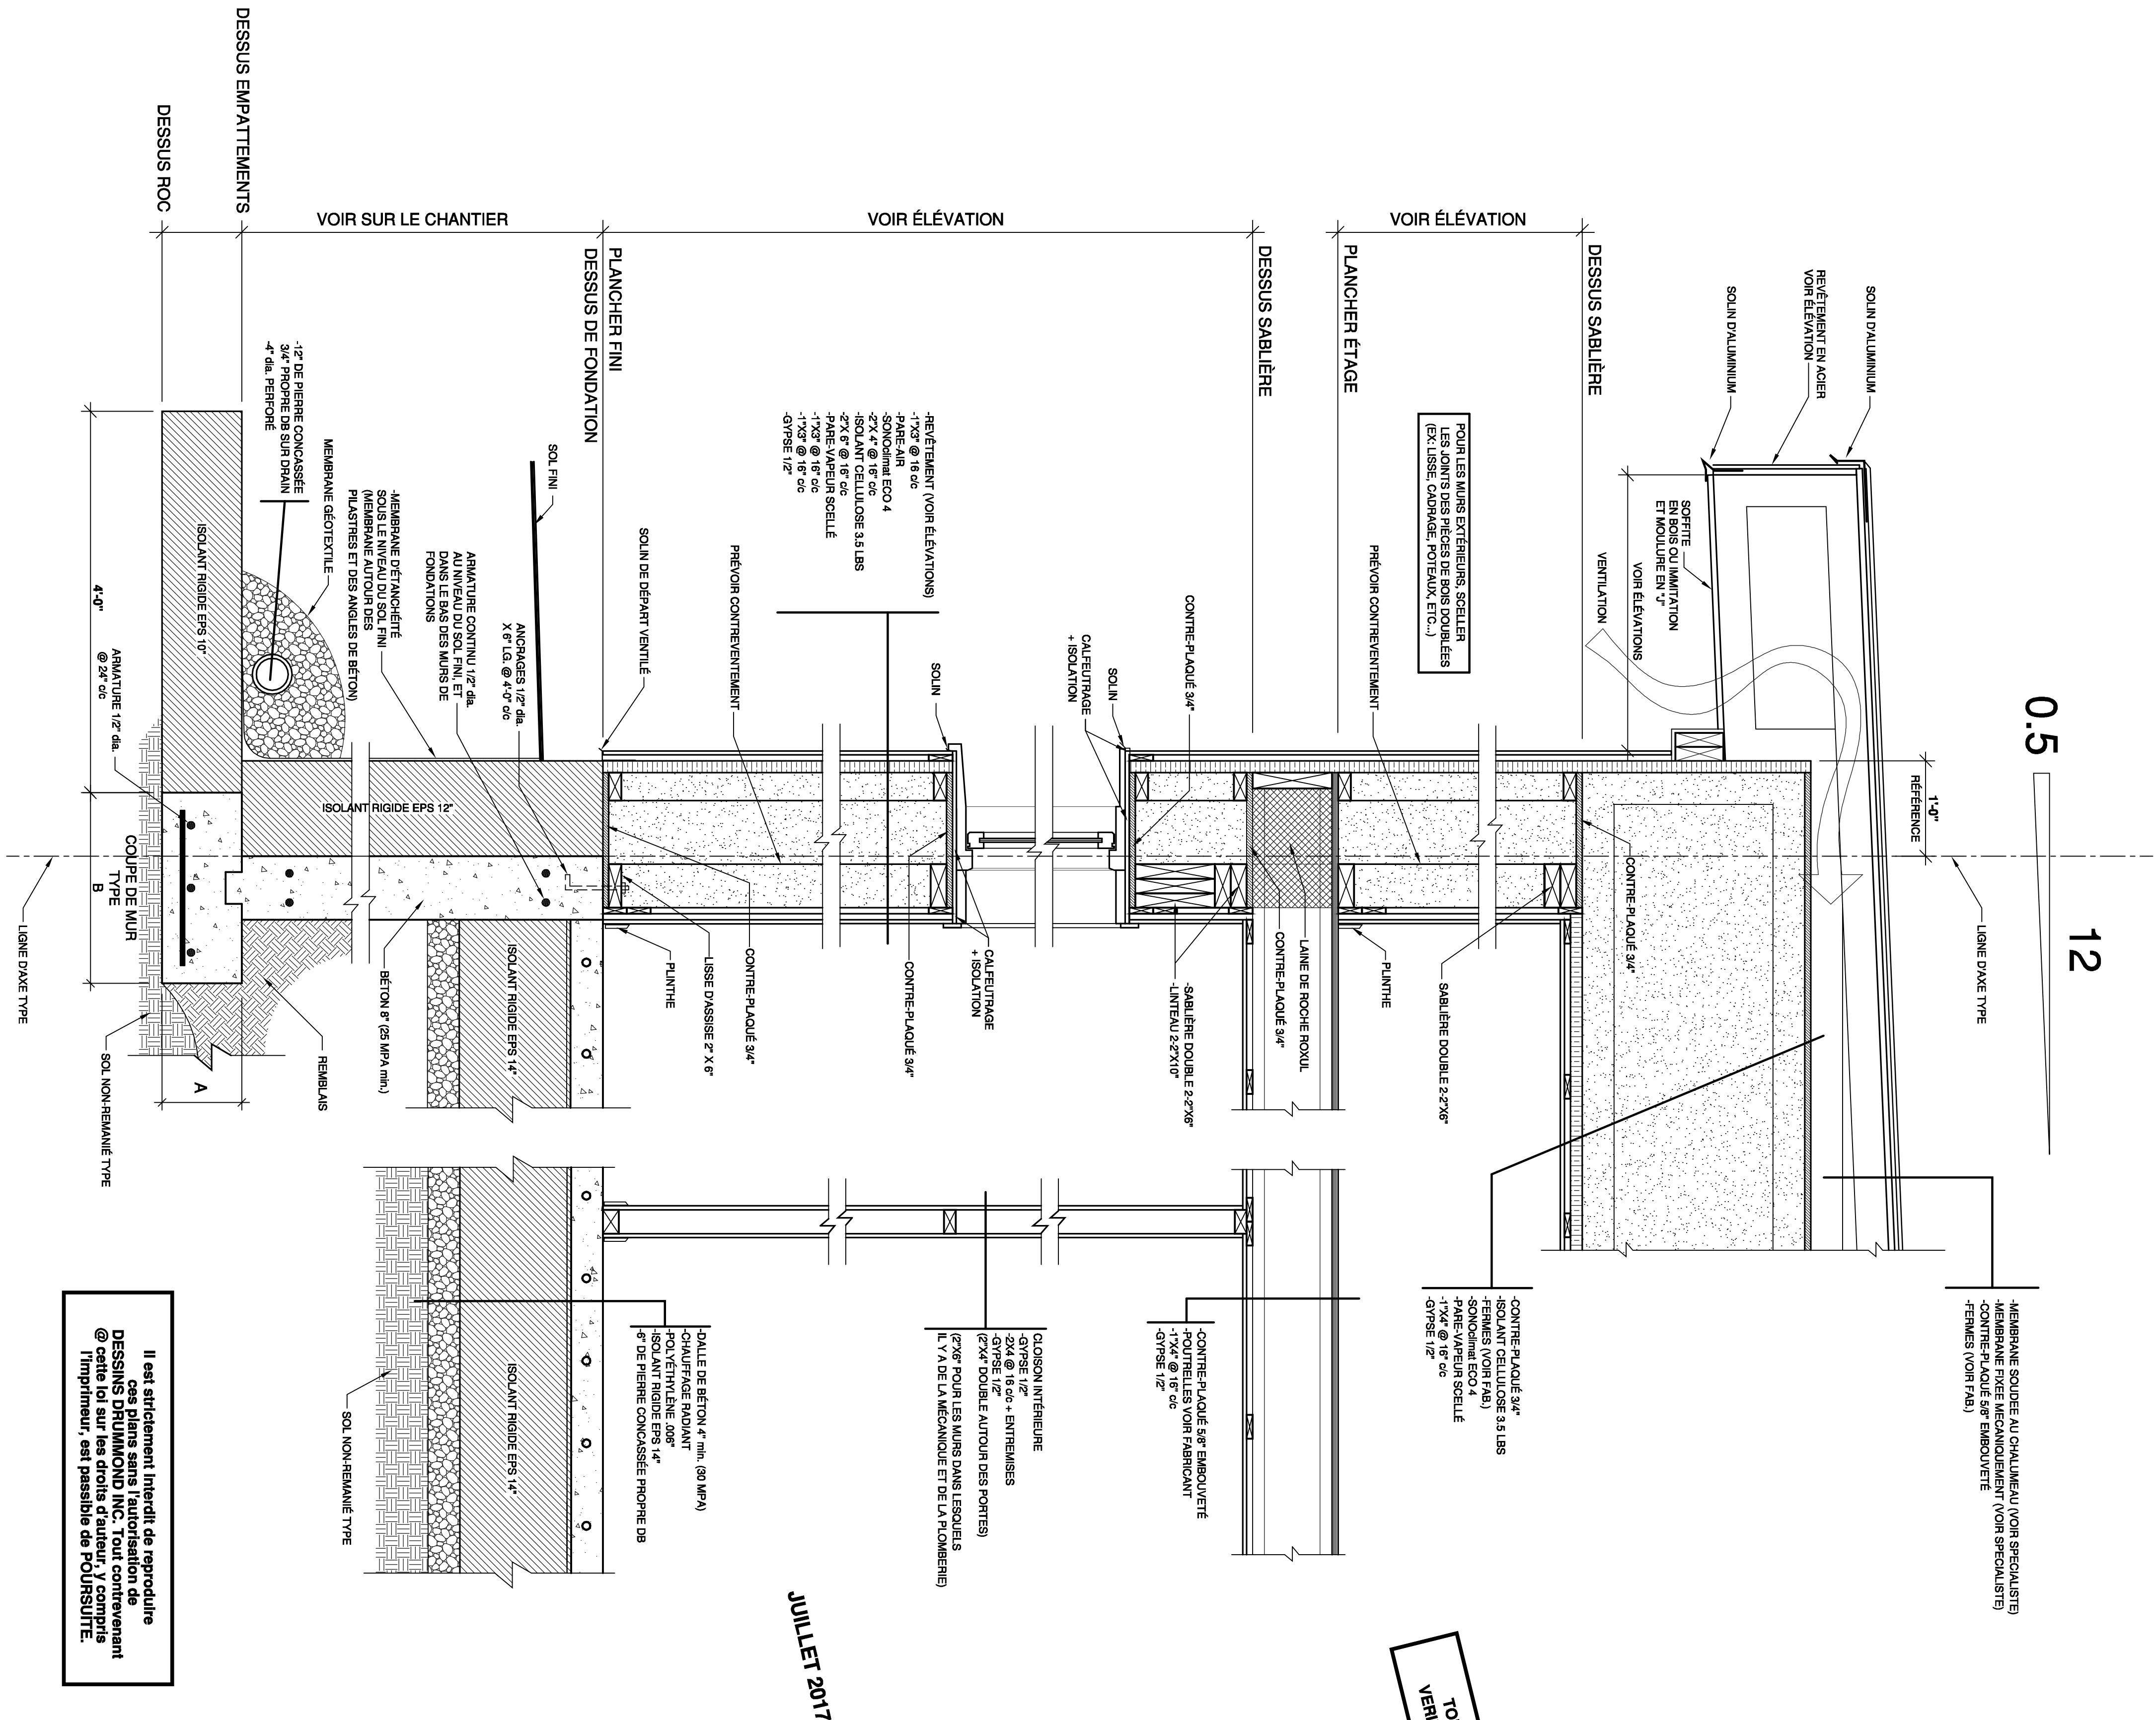 0.5
12
LIGNE D'AXE TYPE
1'-0"
RÉFÉRENCE
SOLIN D'ALUMINIUM
REVÊTEMENT EN ACIER
VOIR ÉLÉVATION
SOLIN D'ALUMINIUM
SOFFITE
EN BOIS OU IMMITATION
ET MOULURE EN "J"
VOIR ÉLÉVATIONS
VENTILATION
-MEMBRANE SOUDEE AU CHALUMEAU (VOIR SPECIALISTE)
-MEMBRANE FIXEE MECANIQUEMENT (VOIR SPECIALISTE)
-CONTRE-PLAQUÉ 5/8" EMBOUVETÉ
-FERMES (VOIR FAB.)
DESSUS SABLIÈRE
CONTRE-PLAQUÉ 3/4"
-CONTRE-PLAQUÉ 3/4"
-ISOLANT CELLULOSE 3.5 LBS
-FERMES (VOIR FAB.)
-SONOclimat ECO 4
-PARE-VAPEUR SCELLÉ
-1"X4" @ 16" c/c
-GYPSE 1/2"
VOIR ÉLÉVATION
POUR LES MURS EXTÉRIEURS, SCELLER
LES JOINTS DES PIÈCES DE BOIS DOUBLÉES
(EX: LISSE, CADRAGE, POTEAUX, ETC...)
SABLIÈRE DOUBLE 2-2"X6"
PRÉVOIR CONTREVENTEMENT
PLINTHE
PLANCHER ÉTAGE
LAINE DE ROCHE ROXUL
CONTRE-PLAQUÉ 3/4"
DESSUS SABLIÈRE
-CONTRE-PLAQUÉ 5/8" EMBOUVETÉ
-POUTRELLES VOIR FABRICANT
-1"X4" @ 16" c/c
-GYPSE 1/2"
CONTRE-PLAQUÉ 3/4"
-SABLIÈRE DOUBLE 2-2"X6"
-LINTEAU 2-2"X10"
SOLIN
CALFEUTRAGE
+ ISOLATION
VOIR ÉLÉVATION
CALFEUTRAGE
+ ISOLATION
SOLIN
CONTRE-PLAQUÉ 3/4"
CLOISON INTÉRIEURE
-GYPSE 1/2"
-2X4 @ 16 c/c + ENTREMISES
-GYPSE 1/2"
(2"X4" DOUBLE AUTOUR DES PORTES)
(2"X6" POUR LES MURS DANS LESQUELS
IL Y A DE LA MÉCANIQUE ET DE LA PLOMBERIE)
-REVÊTEMENT (VOIR ÉLÉVATIONS)
-1"X3" @ 16 c/c
-PARE-AIR
-SONOclimat ECO 4
-2"X 4" @ 16" c/c
-ISOLANT CELLULOSE 3.5 LBS
-2"X 6" @ 16" c/c
-PARE-VAPEUR SCELLÉ
-1"X3" @ 16" c/c
-1"X3" @ 16" c/c
-GYPSE 1/2"
PRÉVOIR CONTREVENTEMENT
CONTRE-PLAQUÉ 3/4"
LISSE D'ASSISE 2" X 6"
PLINTHE
SOLIN DE DÉPART VENTILÉ
PLANCHER FINI
DESSUS DE FONDATION
-DALLE DE BÉTON 4" min. (30 MPA)
-CHAUFFAGE RADIANT
-POLYÉTHYLÈNE .006"
-ISOLANT RIGIDE EPS 14"
-6" DE PIERRE CONCASSÉE PROPRE DB
SOL FINI
ANCRAGES 1/2" dia.
X 6" LG. @ 4'-0" c/c
ARMATURE CONTINU 1/2" dia.
AU NIVEAU DU SOL FINI, ET
DANS LE BAS DES MURS DE
FONDATIONS
-MEMBRANE D'ÉTANCHÉITÉ
SOUS LE NIVEAU DU SOL FINI
(MEMBRANE AUTOUR DES
PILASTRES ET DES ANGLES DE BÉTON)
ISOLANT RIGIDE EPS 12"
ISOLANT RIGIDE EPS 14"
ISOLANT RIGIDE EPS 14"
VOIR SUR LE CHANTIER
MEMBRANE GÉOTEXTILE
-12" DE PIERRE CONCASSÉE
3/4" PROPRE DB SUR DRAIN
-4" dia. PERFORÉ
BÉTON 8" (25 MPA min.)
SOL NON-REMANIÉ TYPE
REMBLAIS
DESSUS EMPATTEMENTS
ISOLANT RIGIDE EPS 10"
A
DESSUS ROC
ARMATURE 1/2" dia.
@ 24" c/c
SOL NON-REMANIÉ TYPE
4'-0"
B
COUPE DE MUR
TYPE
LIGNE D'AXE TYPE
JUILLET 2017
Il est strictement interdit de reproduire
ces plans sans l'autorisation de
DESSINS DRUMMOND INC. Tout contrevenant
@ cette loi sur les droits d'auteur, y compris
l'imprimeur, est passible de POURSUITE.